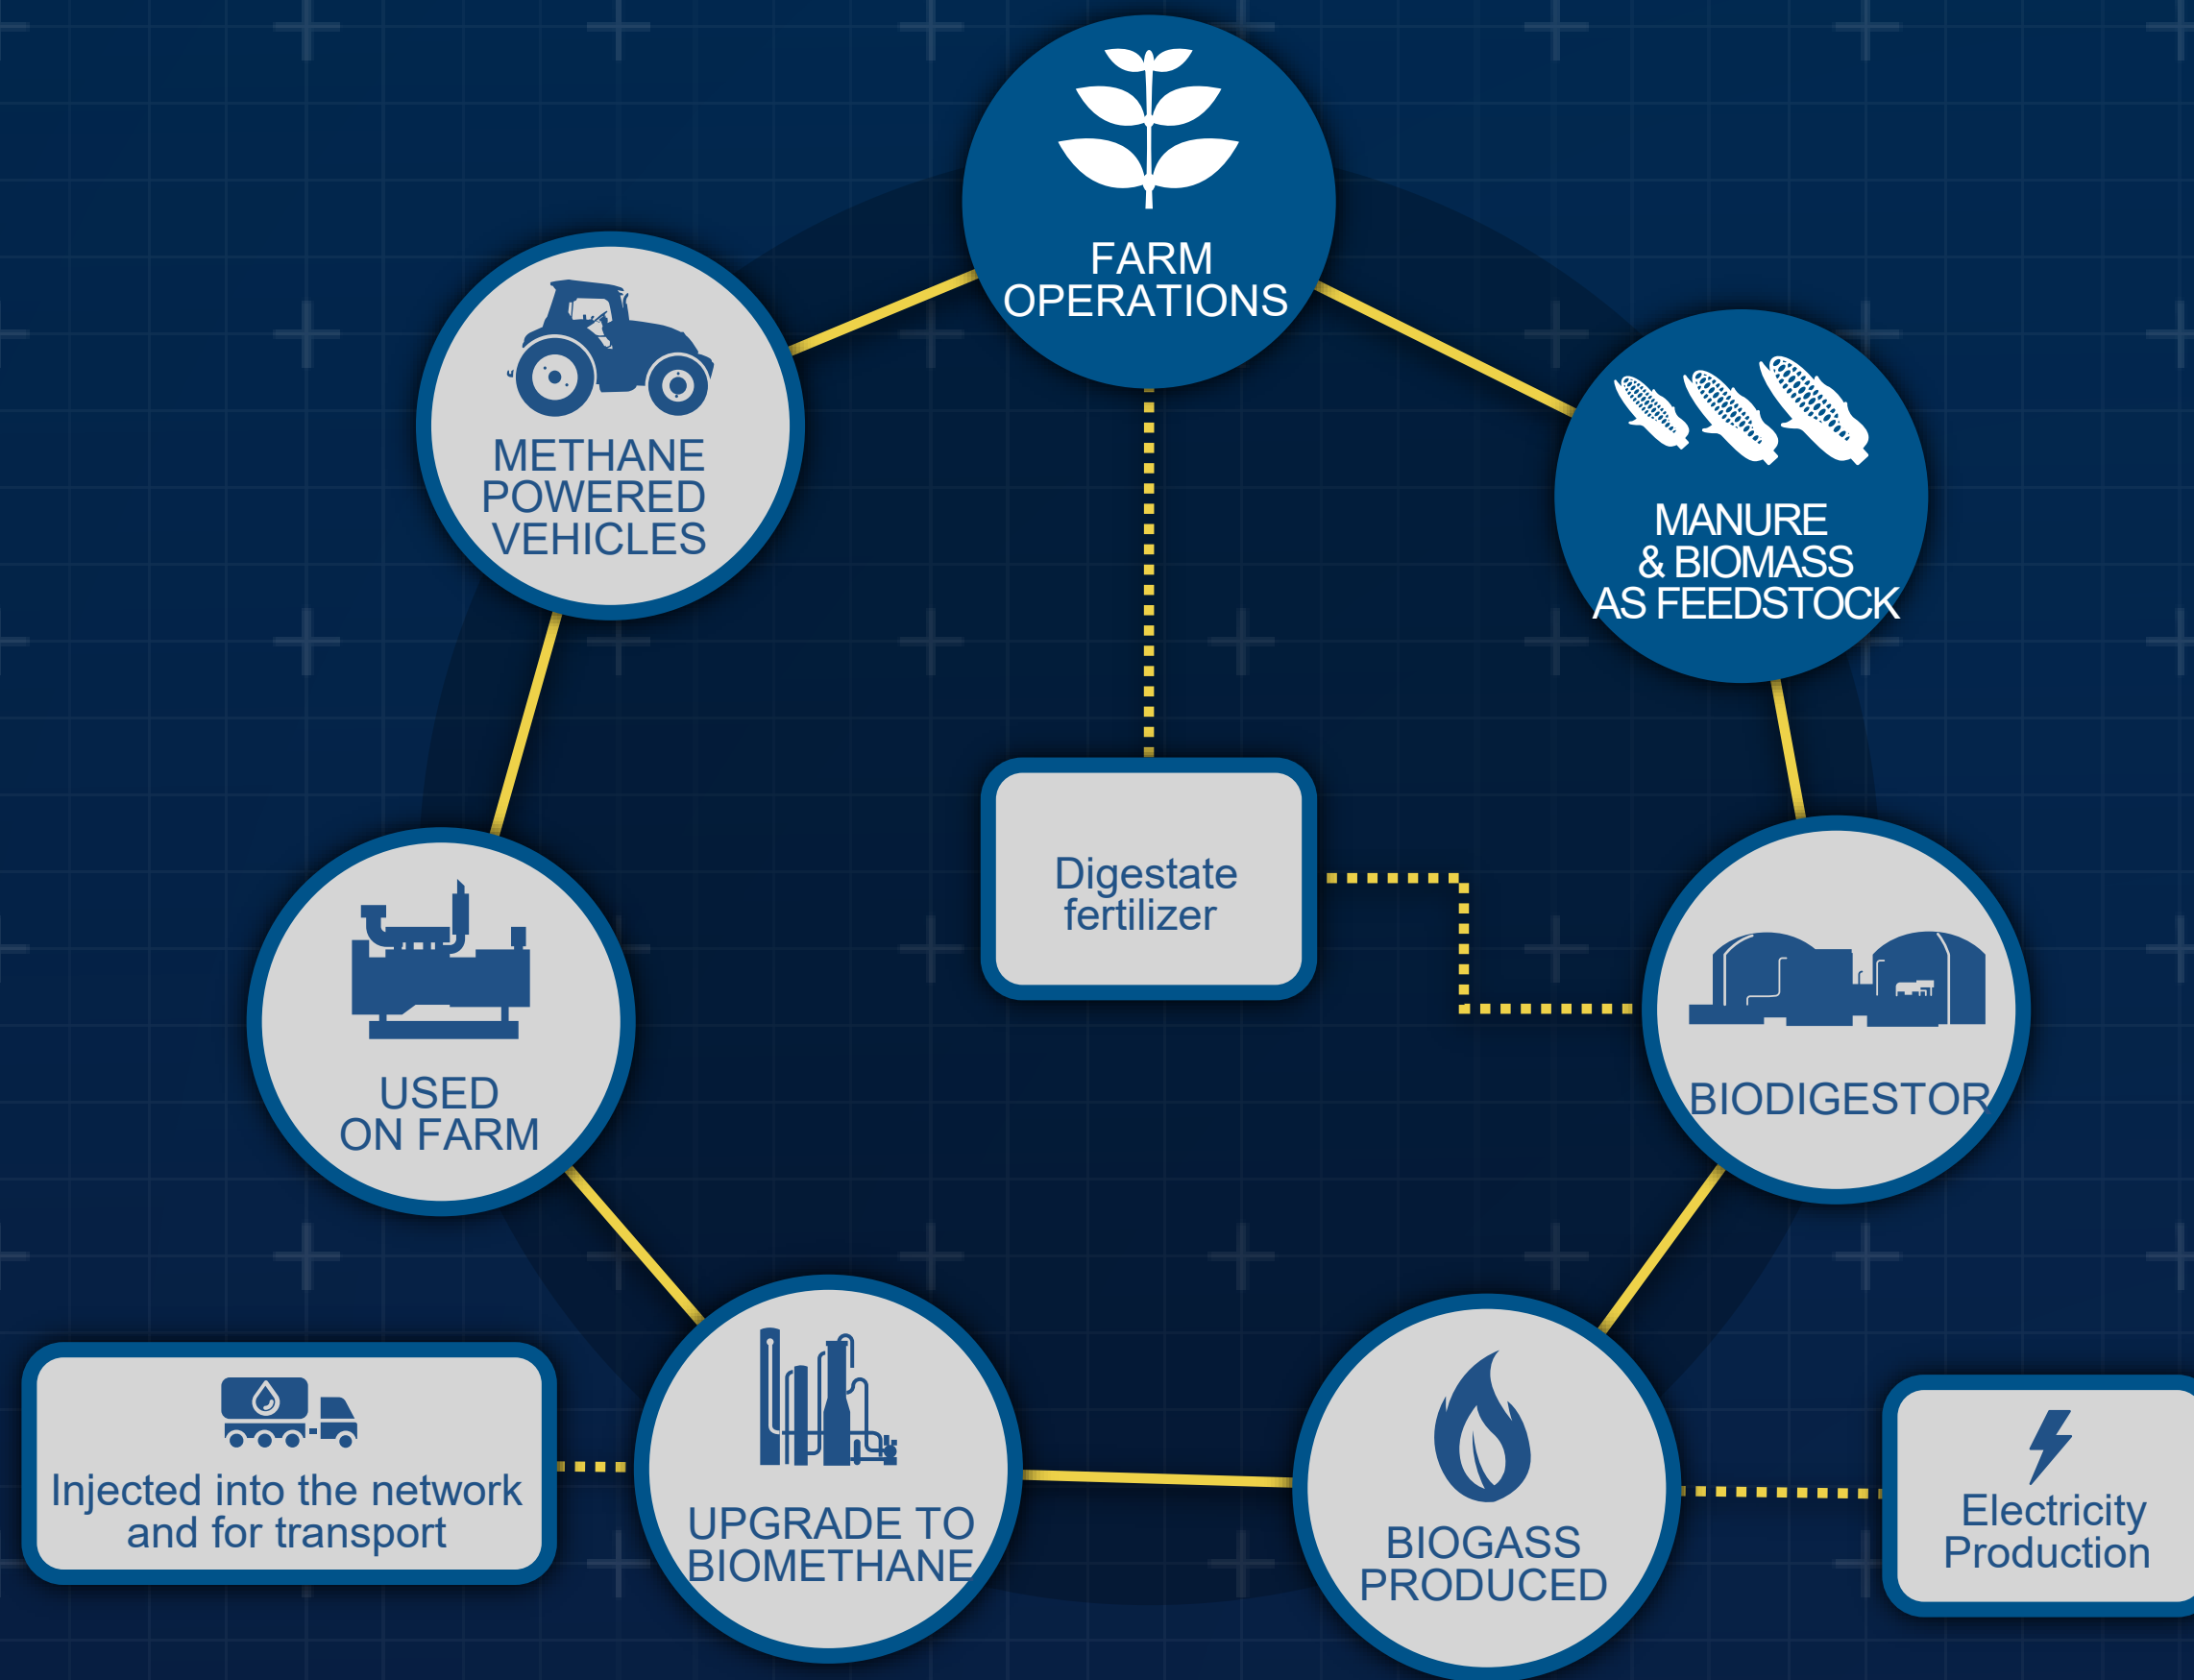 FARM
OPERATIONS
METHANE
POWERED
VEHICLES
MANURE
& BIOMASS
AS FEEDSTOCK
Digestate
fertilizer
USED
ON FARM
BIODIGESTOR
Injected into the network
and for transport
UPGRADE TO
BIOMETHANE
BIOGASS
PRODUCED
Electricity
Production